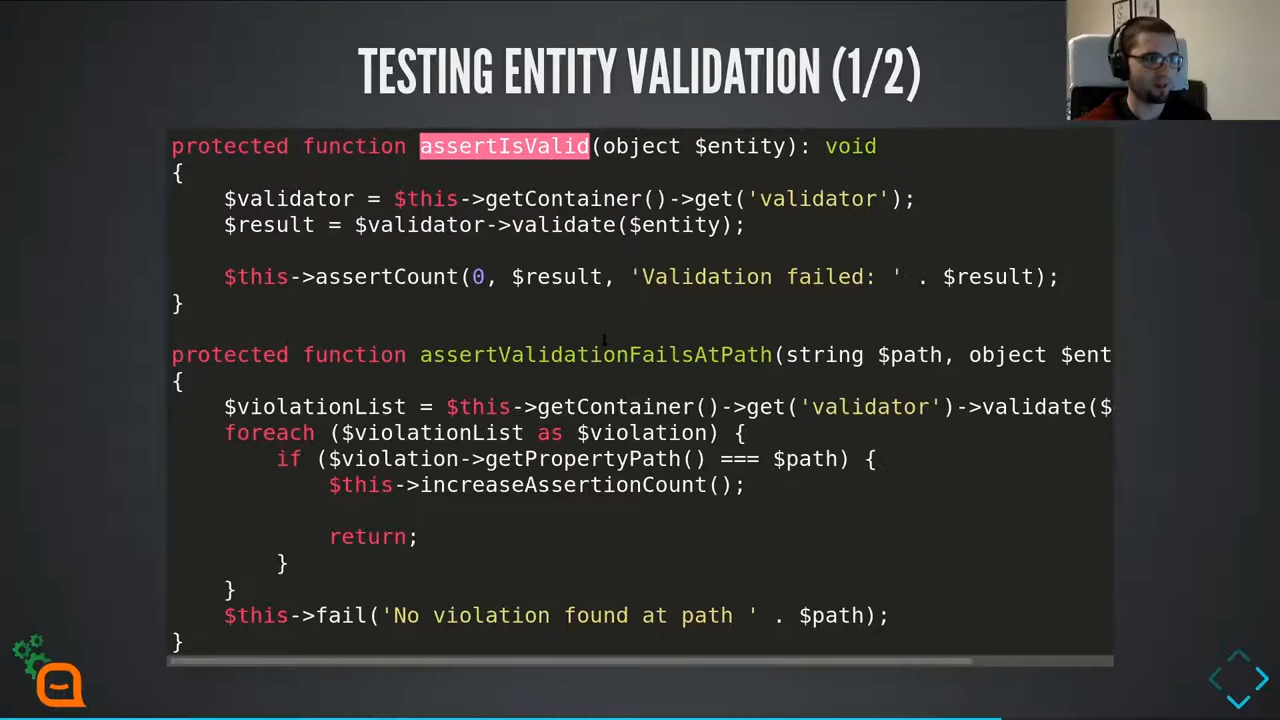 TESTING ENTITY VALIDATION (1/2)
protected function assertIsValid(object $entity): void
{
    $validator = $this->getContainer()->get('validator');
    $result = $validator->validate($entity);

    $this->assertCount(0, $result, 'Validation failed: ' . $result);
}

protected function assertValidationFailsAtPath(string $path, object $ent
{
    $violationList = $this->getContainer()->get('validator')->validate($
    foreach ($violationList as $violation) {
        if ($violation->getPropertyPath() === $path) {
            $this->increaseAssertionCount();

            return;
        }
    }
    $this->fail('No violation found at path ' . $path);
}